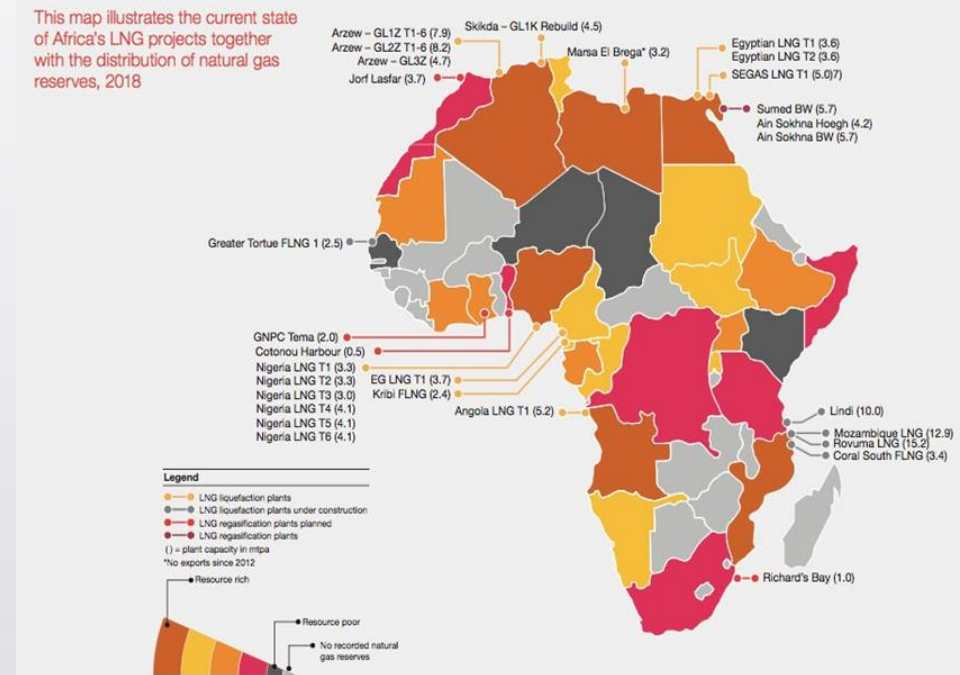 This map illustrates the current state
of Africa's LNG projects together
with the distribution of natural gas
reserves, 2018
Arzew – GL1Z T1-6 (7.9)
Arzew – GL2Z T1-6 (8.2)
Arzew – GL3Z (4.7)
Jorf Lasfar (3.7)
Skikda – GL1K Rebuild (4.5)
Marsa El Brega* (3.2)
Egyptian LNG T1 (3.6)
Egyptian LNG T2 (3.6)
SEGAS LNG T1 (5.0)7)
Sumed BW (5.7)
Ain Sokhna Hoegh (4.2)
Ain Sokhna BW (5.7)
Greater Tortue FLNG 1 (2.5)
GNPC Tema (2.0)
Cotonou Harbour (0.5)
Nigeria LNG T1 (3.3)
Nigeria LNG T2 (3.3)
Nigeria LNG T3 (3.0)
Nigeria LNG T4 (4.1)
Nigeria LNG T5 (4.1)
Nigeria LNG T6 (4.1)
EG LNG T1 (3.7)
Kribi FLNG (2.4)
Angola LNG T1 (5.2)
Lindi (10.0)
Mozambique LNG (12.9)
Rovuma LNG (15.2)
Coral South FLNG (3.4)
Richard's Bay (1.0)
Legend
LNG liquefaction plants
LNG liquefaction plants under construction
LNG regasification plants planned
LNG regasification plants
( ) = plant capacity in mtpa
*No exports since 2012
Resource rich
Resource poor
No recorded natural
gas reserves